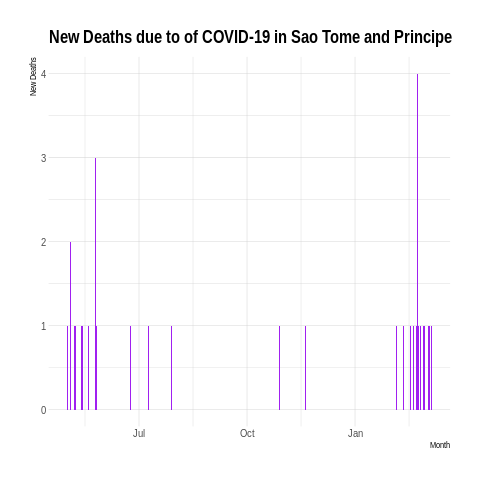 New Deaths due to of COVID-19 in Sao Tome and Principe
New Deaths
4
3
2
1
0
Jul Oct Jan
Month